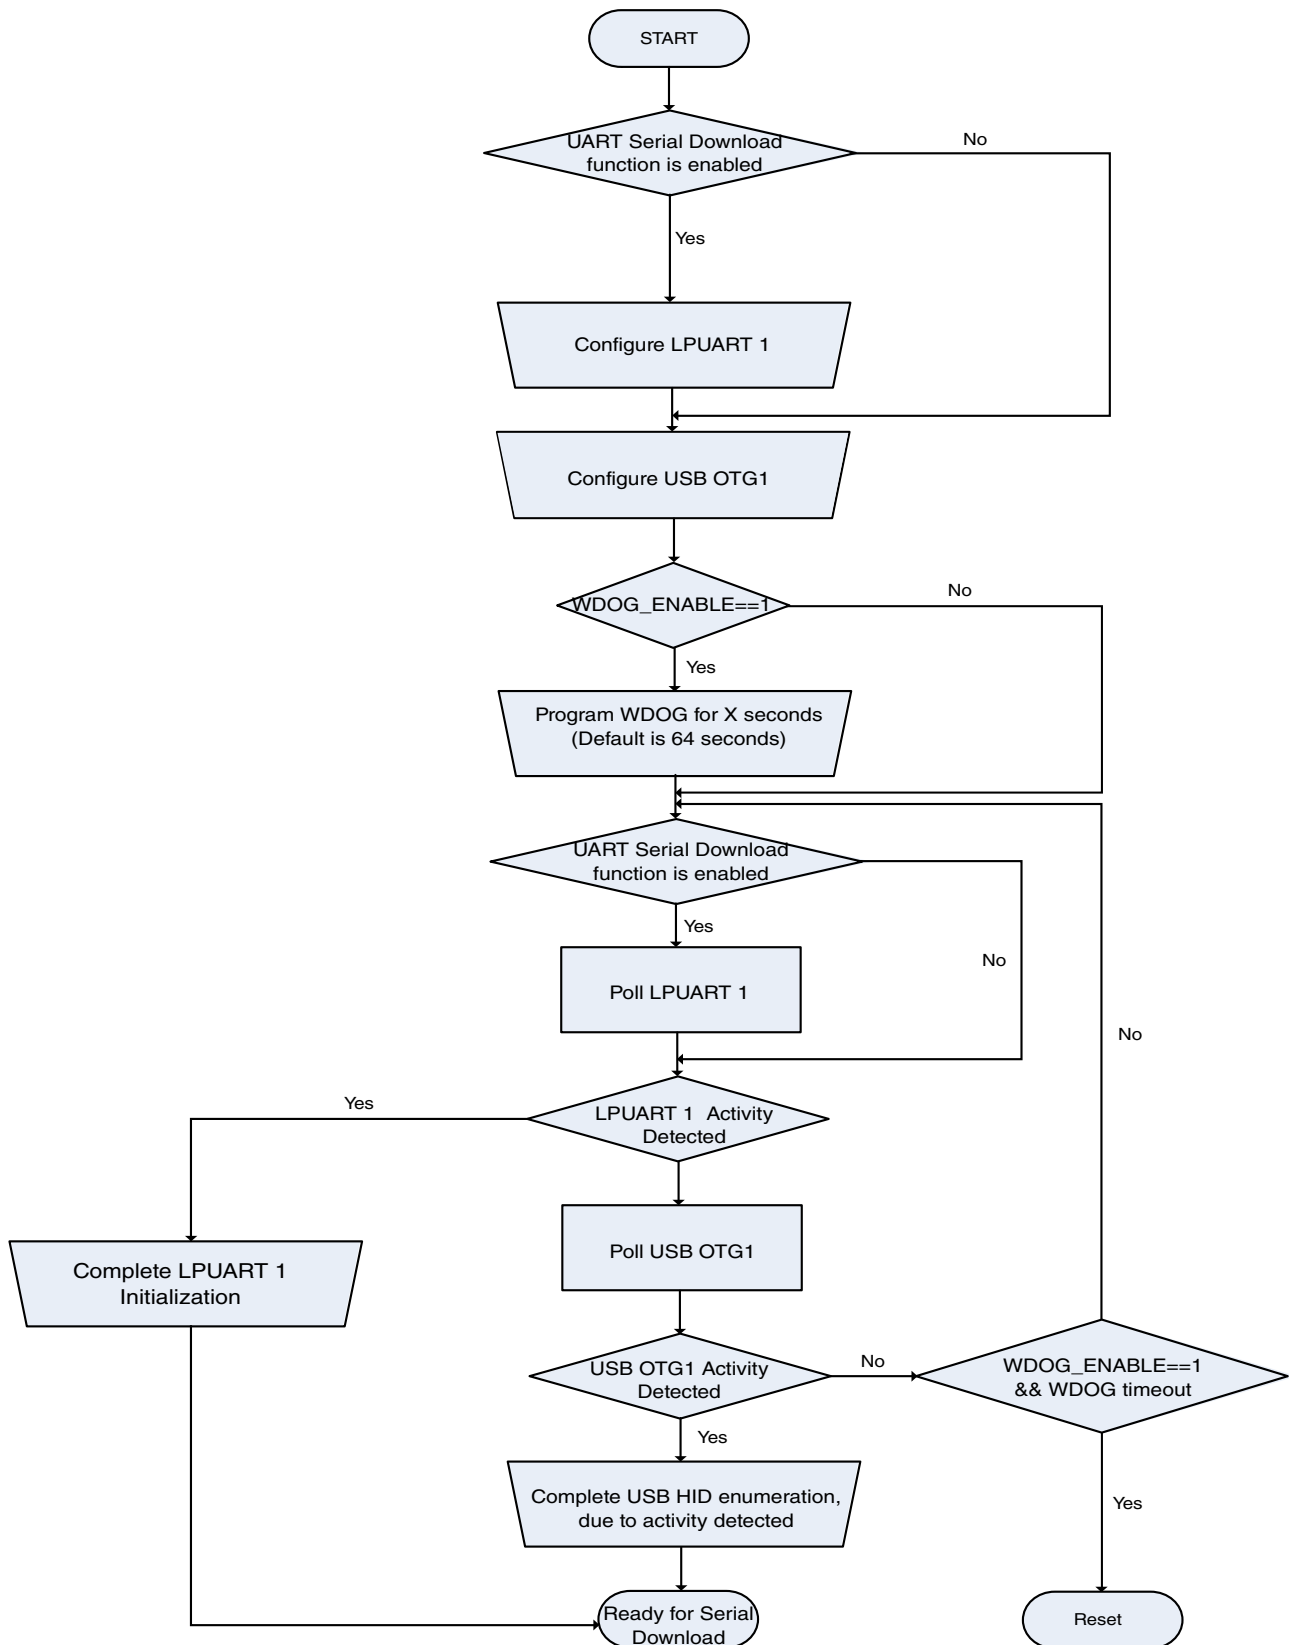 START
UART Serial Download
function is enabled
No
Yes
Configure LPUART 1
Configure USB OTG1
WDOG_ENABLE==1
No
Yes
Program WDOG for X seconds
(Default is 64 seconds)
UART Serial Download
function is enabled
Yes
No
Poll LPUART 1
No
LPUART 1 Activity
Detected
Yes
Poll USB OTG1
Complete LPUART 1
Initialization
USB OTG1 Activity
Detected
No
WDOG_ENABLE==1
&& WDOG timeout
Yes
Complete USB HID enumeration,
due to activity detected
Yes
Ready for Serial
Download
Reset